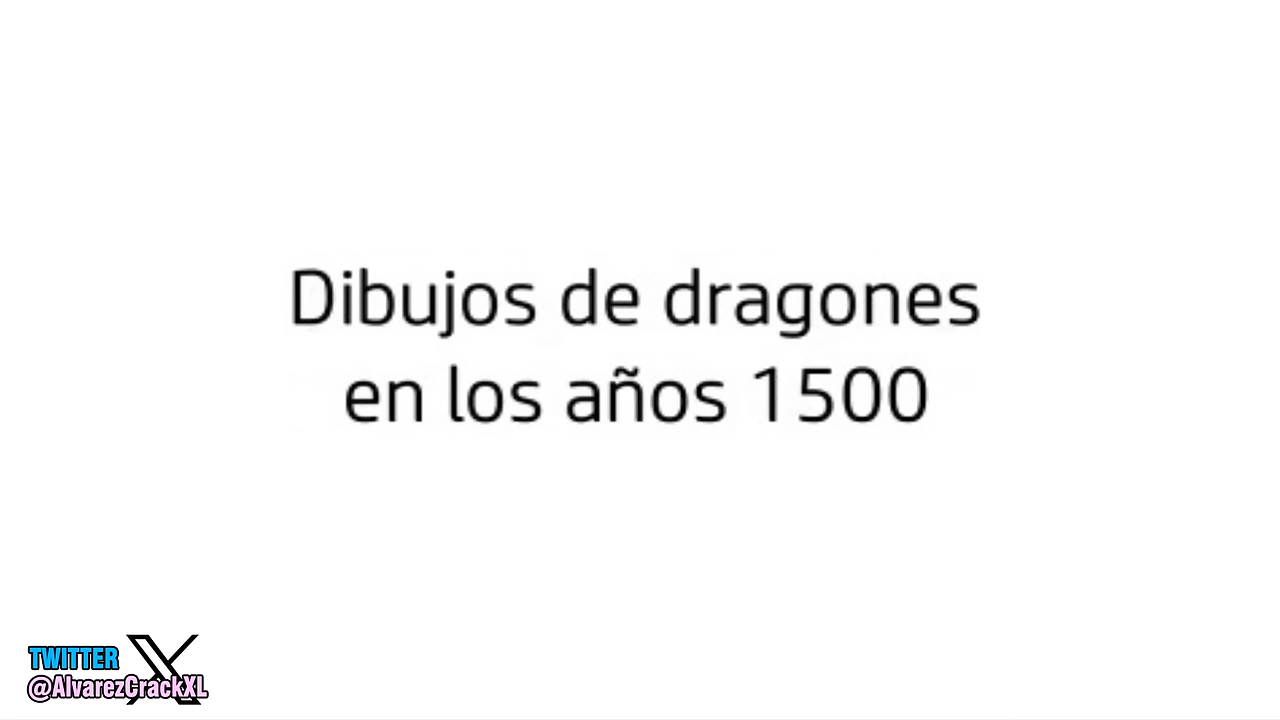 Dibujos de dragones
en los años 1500
TWITTER X
@AlvarezCrackXL